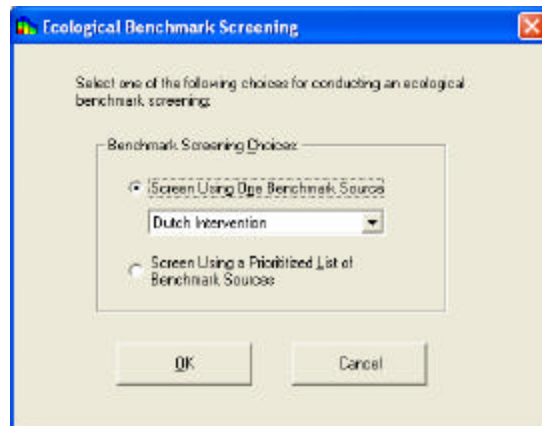 Ecological Benchmark Screening
Select one of the following choices for conducting an ecological
benchmark screening:
Benchmark Screening Choices
Screen Using One Benchmark Source
Dutch Intervention
Screen Using a Prioritized List of
Benchmark Sources
OK
Cancel